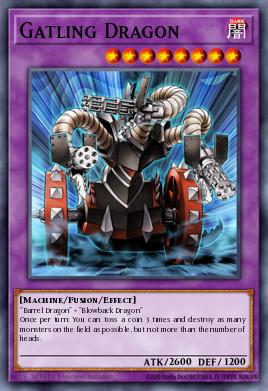 GATLING DRAGON
DARK
闇
[Machine/Fusion/Effect]
"Barrel Dragon" + "Blowback Dragon"
Once per turn: You can toss a coin 3 times and destroy as many
monsters on the field as possible, but not more than the number of
heads.
ATK/2600 DEF/1200